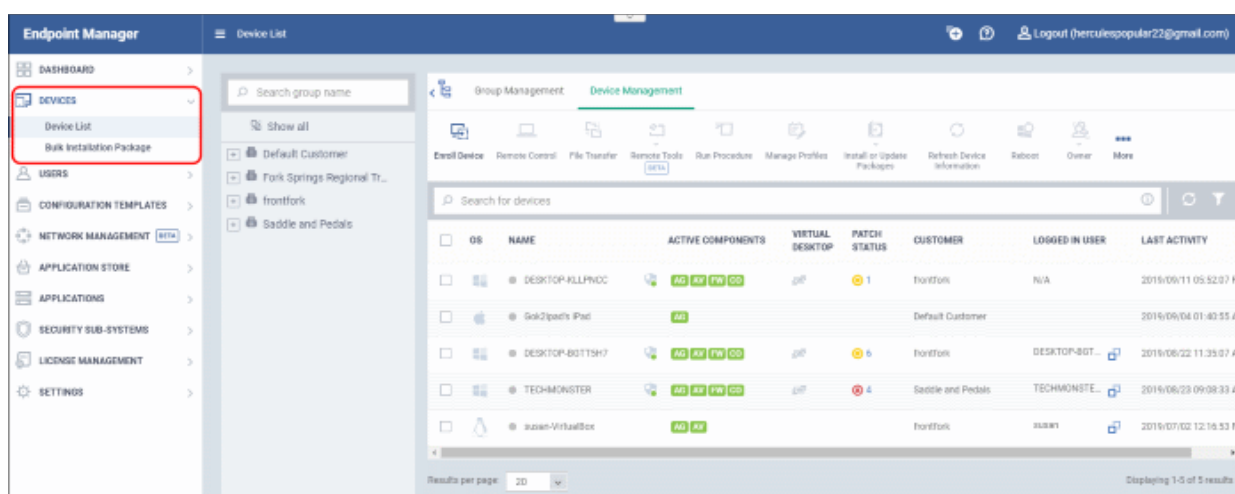 Endpoint Manager
Device List
Logout (herculespopular22@gmail.com)
DASHBOARD
DEVICES
Device List
Bulk Installation Package
USERS
CONFIGURATION TEMPLATES
NETWORK MANAGEMENT BETA
APPLICATION STORE
APPLICATIONS
SECURITY SUB-SYSTEMS
LICENSE MANAGEMENT
SETTINGS
Search group name
Show all
Default Customer
Fork Springs Regional Tr...
frontfork
Saddle and Pedals
Group Management Device Management
Enroll Device Remote Control File Transfer Remote Tools Run Procedure Manage Profiles Install or Update Refresh Device Reboot Owner More
BETA Packages Information
Search for devices
OS NAME ACTIVE COMPONENTS VIRTUAL DESKTOP PATCH STATUS CUSTOMER LOGGED IN USER LAST ACTIVITY
DESKTOP-KLLPNCC AG AV FW CO off 1 frontfork N/A 2019/09/11 05:52:07
Gok2Ipad's iPad AG Default Customer 2019/09/04 01:40:55 A
DESKTOP-BGTT5H7 AG AV FW CO off 6 frontfork DESKTOP-BGT... 2019/08/22 11:35:07 A
TECHMONSTER AG AV FW CO off 4 Saddle and Pedals TECHMONSTE... 2019/08/23 09:08:33 A
susan-VirtualBox AG AV frontfork susan 2019/07/02 12:16:53
Results per page: 20
Displaying 1-5 of 5 results